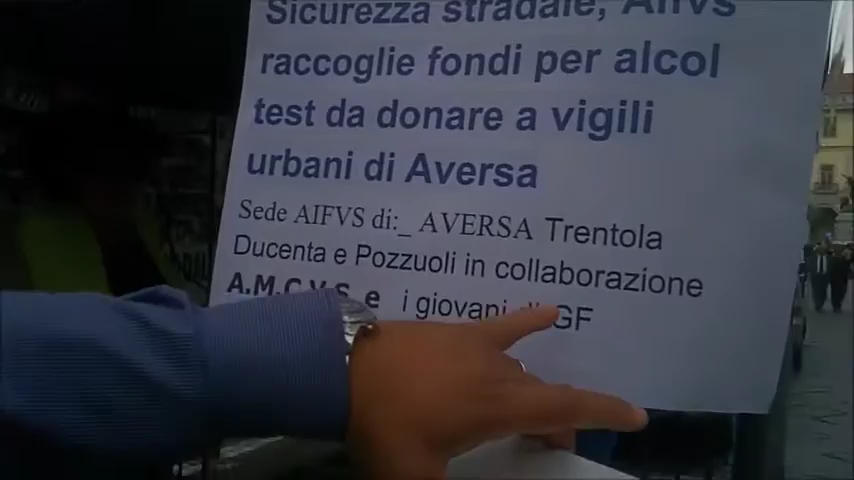 Sicurezza stradale, Aifvs
raccoglie fondi per alcol
test da donare a vigili
urbani di Aversa
Sede AIFVS di:_ AVERSA Trentola
Ducenta e Pozzuoli, in collaborazione
A.M.C.V.S. e i giovani di GF